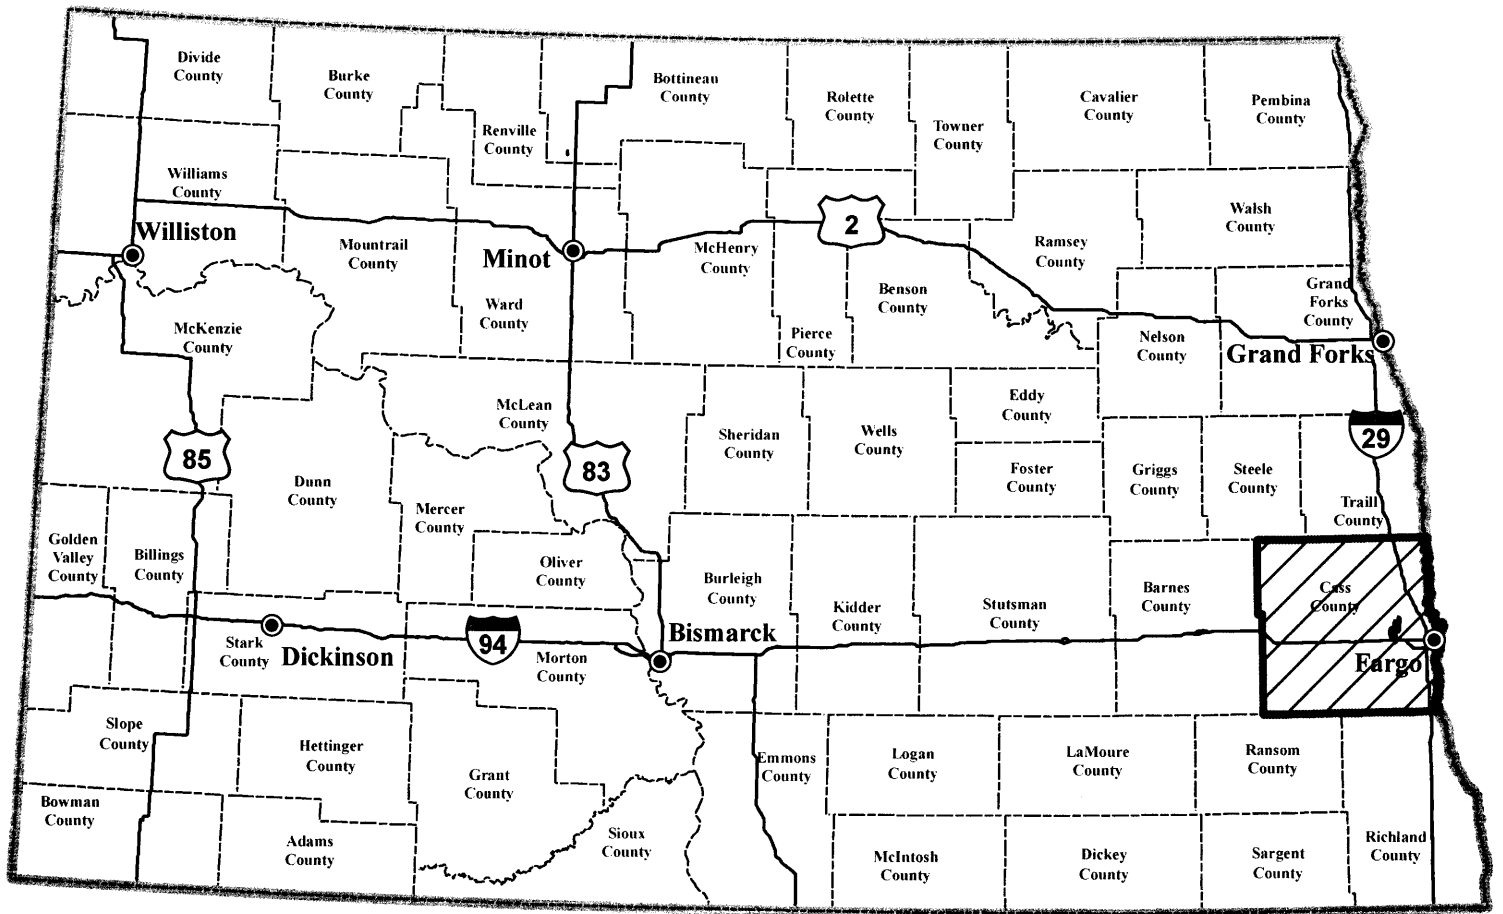 Divide
County
Burke
County
Renville
County
Bottineau
County
Rolette
County
Towner
County
Cavalier
County
Pembina
County
Williams
County
Williston
Mountrail
County
Minot
Ward
County
McHenry
County
2
Pierce
County
Benson
County
Ramsey
County
Walsh
County
Nelson
County
Grand
Forks
County
Grand Forks
McKenzie
County
85
Dunn
County
McLean
County
83
Mercer
County
Oliver
County
Sheridan
County
Wells
County
Eddy
County
Foster
County
Griggs
County
Steele
County
29
Traill
County
Golden
Valley
County
Billings
County
Stark
County
Dickinson
94
Morton
County
Burleigh
County
Bismarck
Kidder
County
Stutsman
County
Barnes
County
Cass
County
Fargo
Slope
County
Hettinger
County
Grant
County
Emmons
County
Logan
County
LaMoure
County
Ransom
County
Bowman
County
Adams
County
Sioux
County
McIntosh
County
Dickey
County
Sargent
County
Richland
County